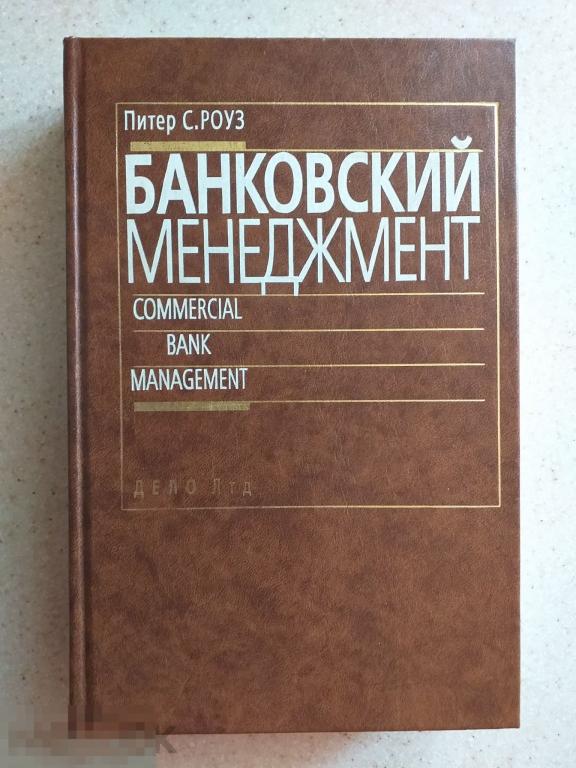 Питер С.РОУЗ
БАНКОВСКИЙ
МЕНЕДЖМЕНТ
COMMERCIAL
BANK
MANAGEMENT
ДЕЛО Лтд